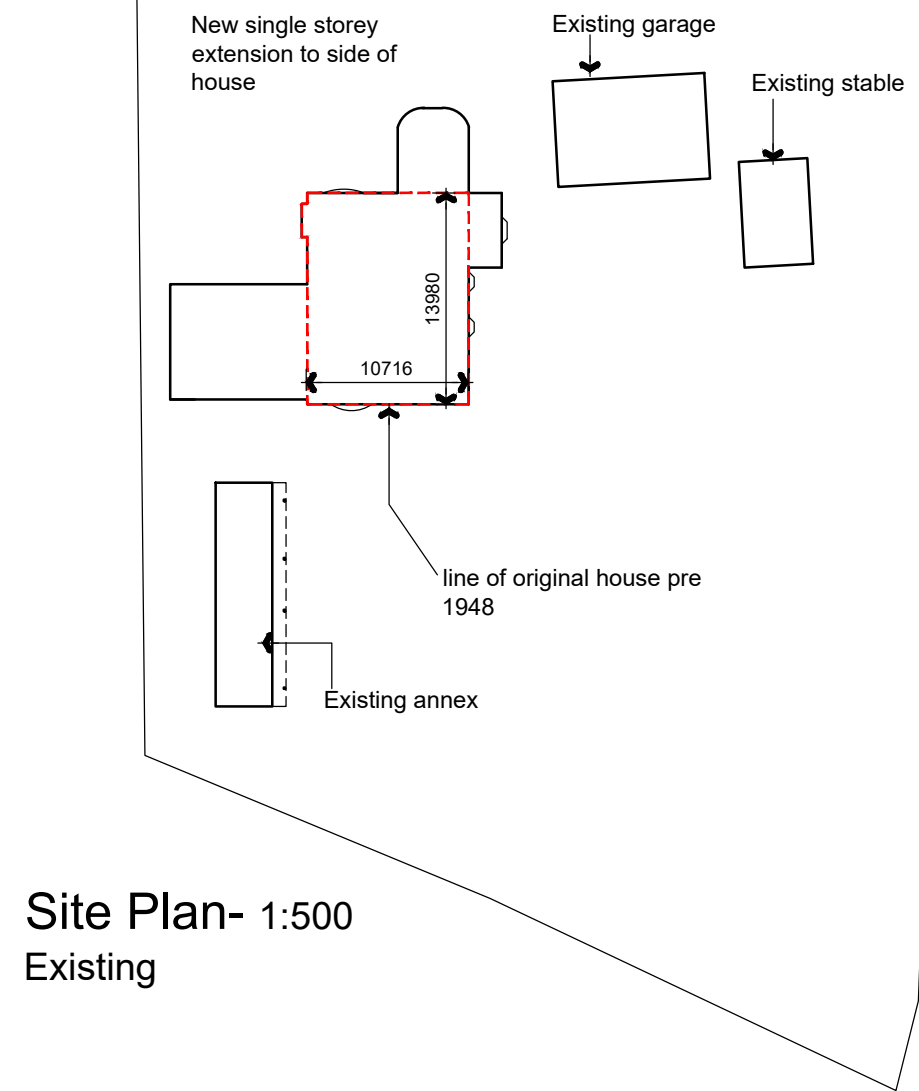 New single storey
extension to side of
house
Existing garage
Existing stable
13980
10716
line of original house pre
1948
Existing annex
Site Plan- 1:500
Existing